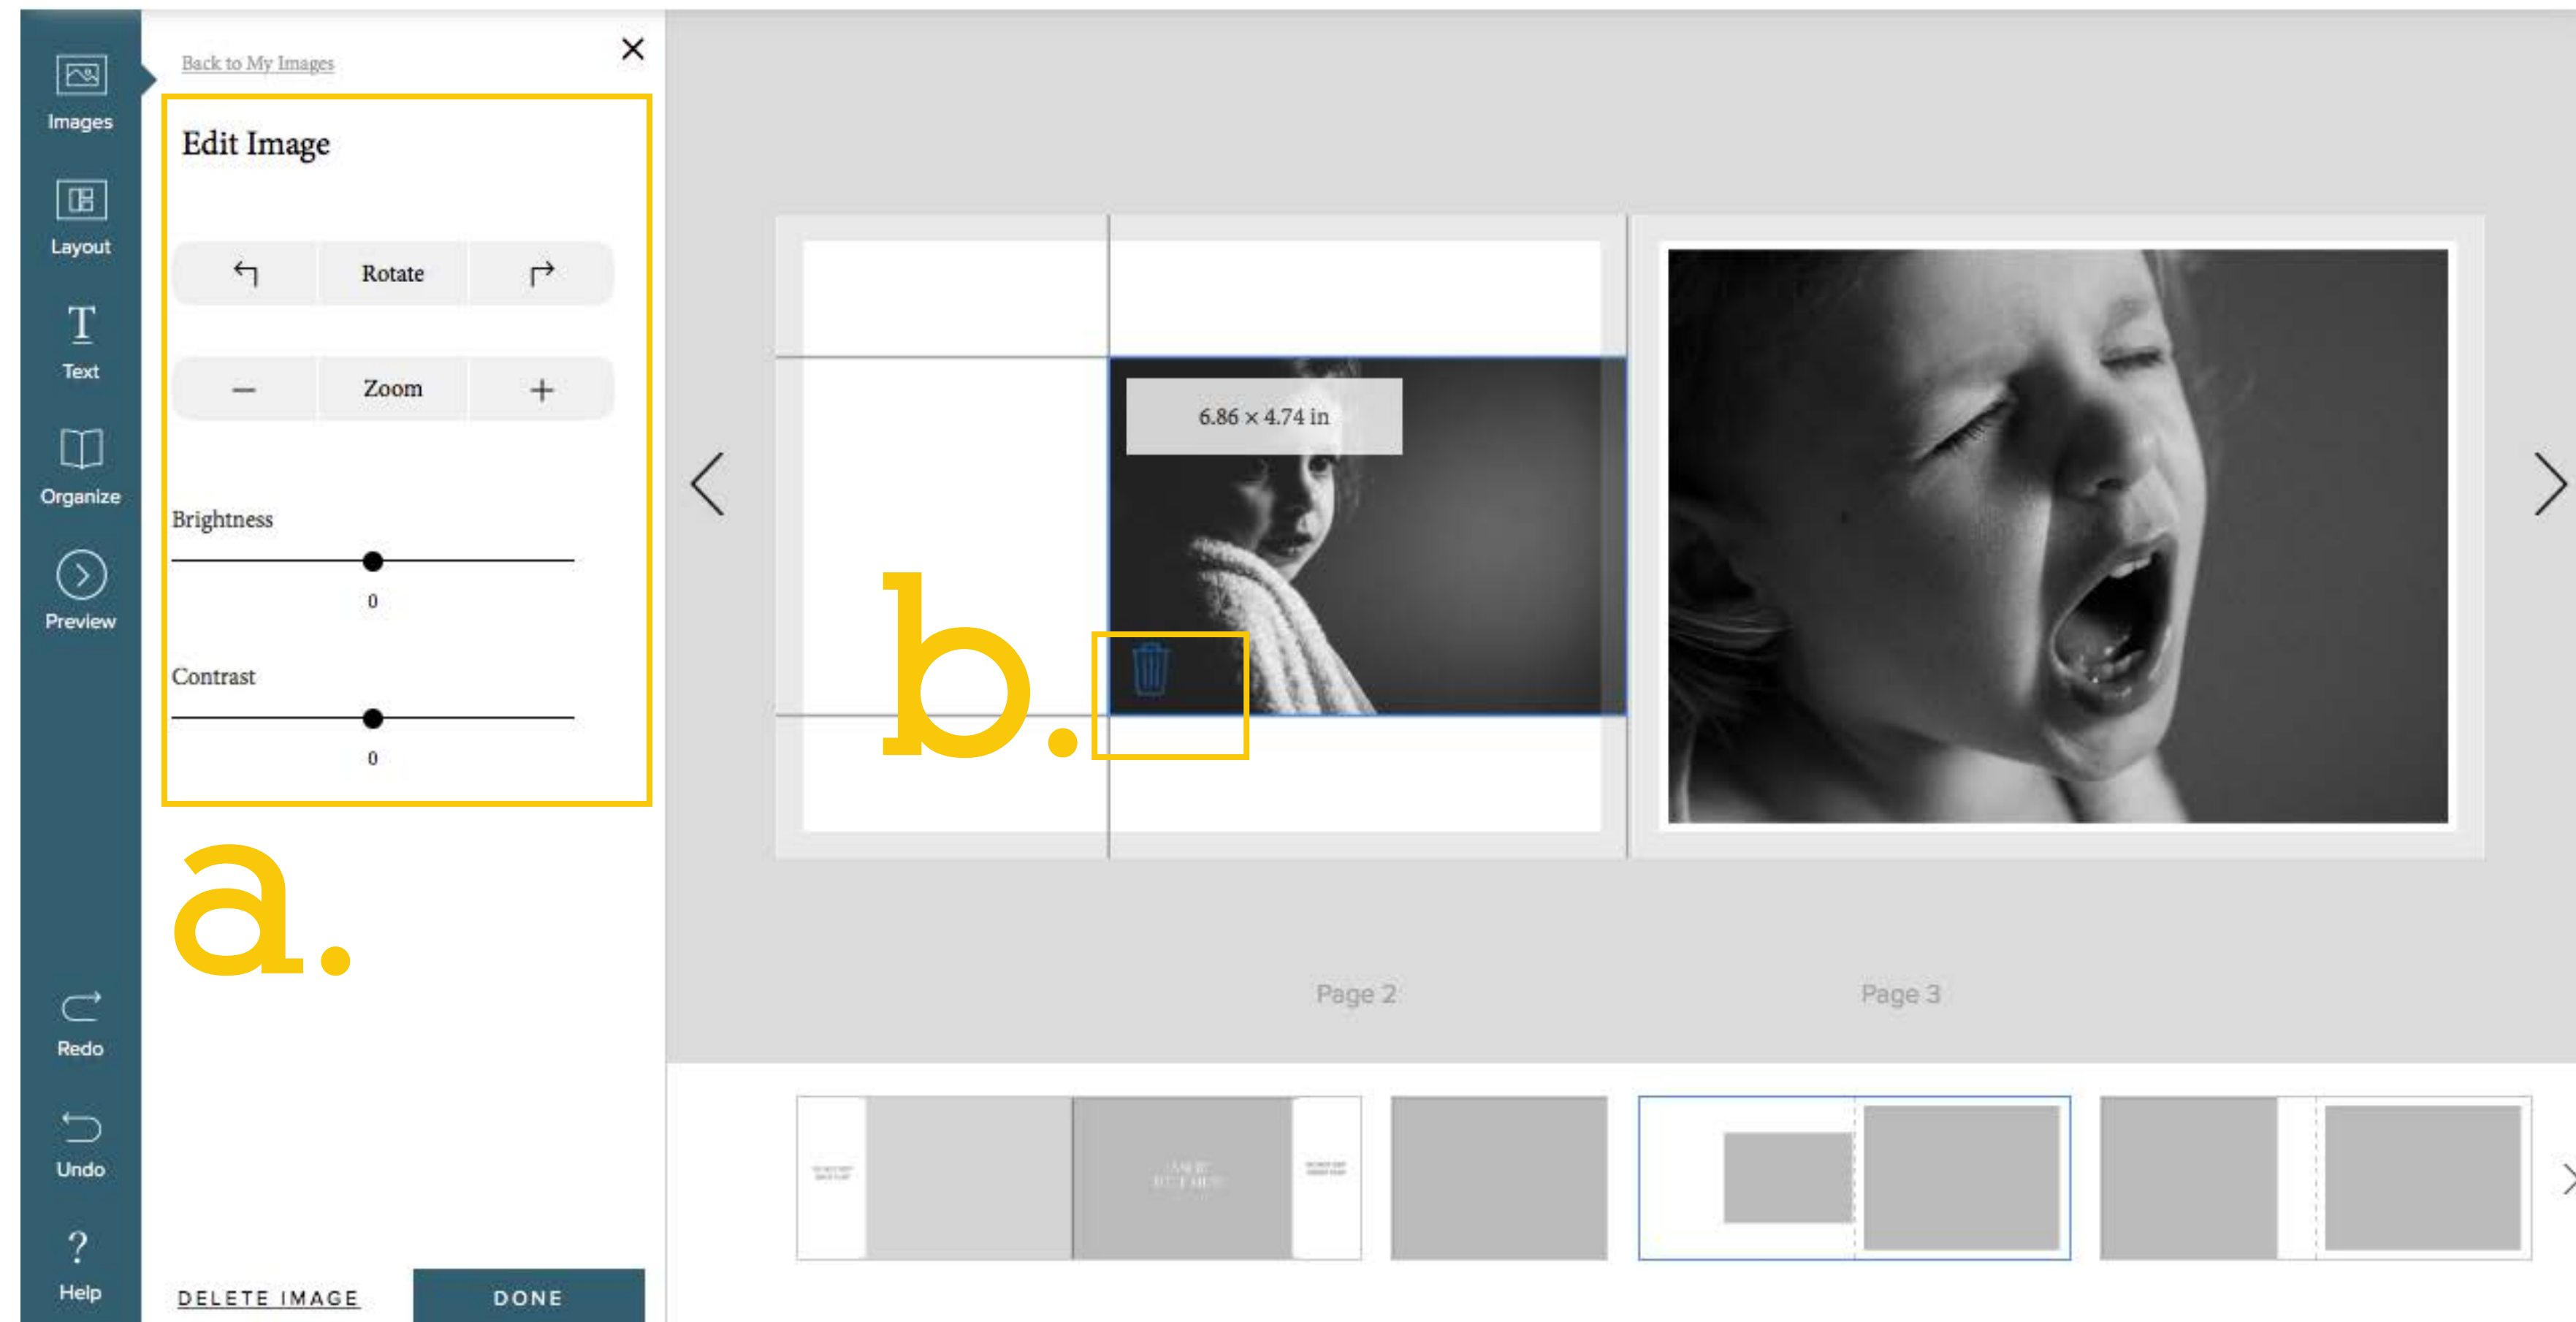 Images
Layout
Text
Organize
Preview
Redo
Undo
?
Help
Back to My Images
Edit Image
Rotate
Zoom
Brightness
0
Contrast
0
a.
DELETE IMAGE
DONE
6.86 × 4.74 in
b.
Page 2
Page 3